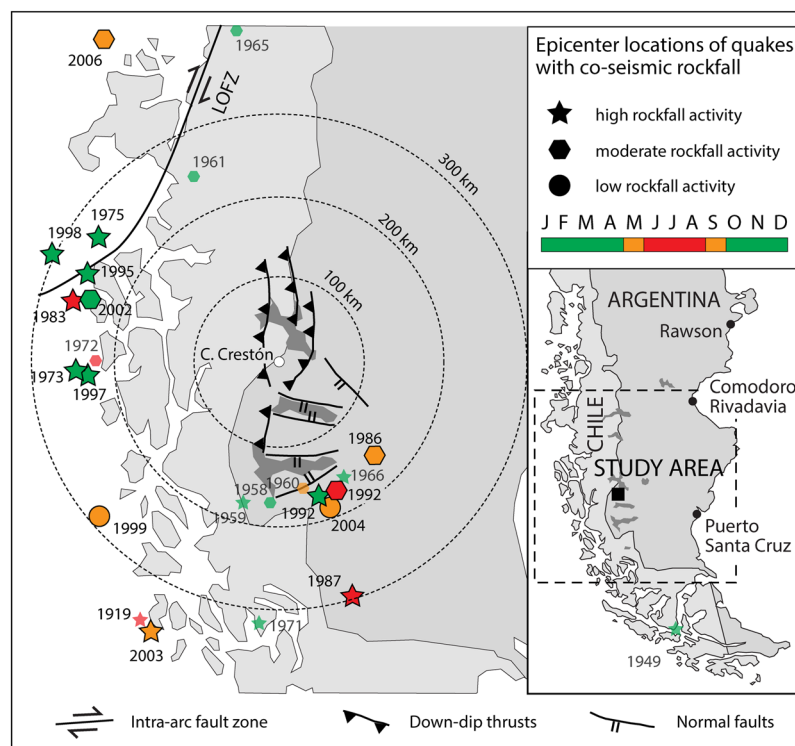 2006
1965
LOFZ
1961
300 km
1975
1998
200 km
1995
100 km
1983
2002
1972
C. Crestón
1973
1997
1986
1966
1958
1960
1992
1959
1992
2004
1999
1987
1919
1971
2003
Epicenter locations of quakes
with co-seismic rockfall
high rockfall activity
moderate rockfall activity
low rockfall activity
J F M A M J J A S O N D
ARGENTINA
Rawson
Comodoro
Rivadavia
CHILE
STUDY AREA
Puerto
Santa Cruz
1949
Intra-arc fault zone
Down-dip thrusts
Normal faults